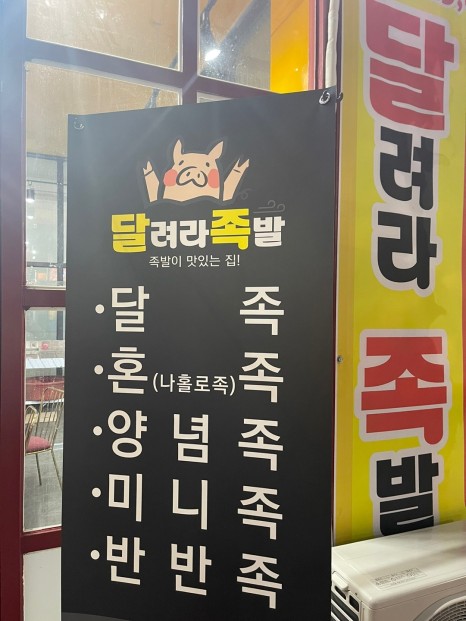 달려라족발
족발이 맛있는 집!
·달 족
·혼(나홀로족)족
·양념족
·미니족
·반반족
달려라 족발